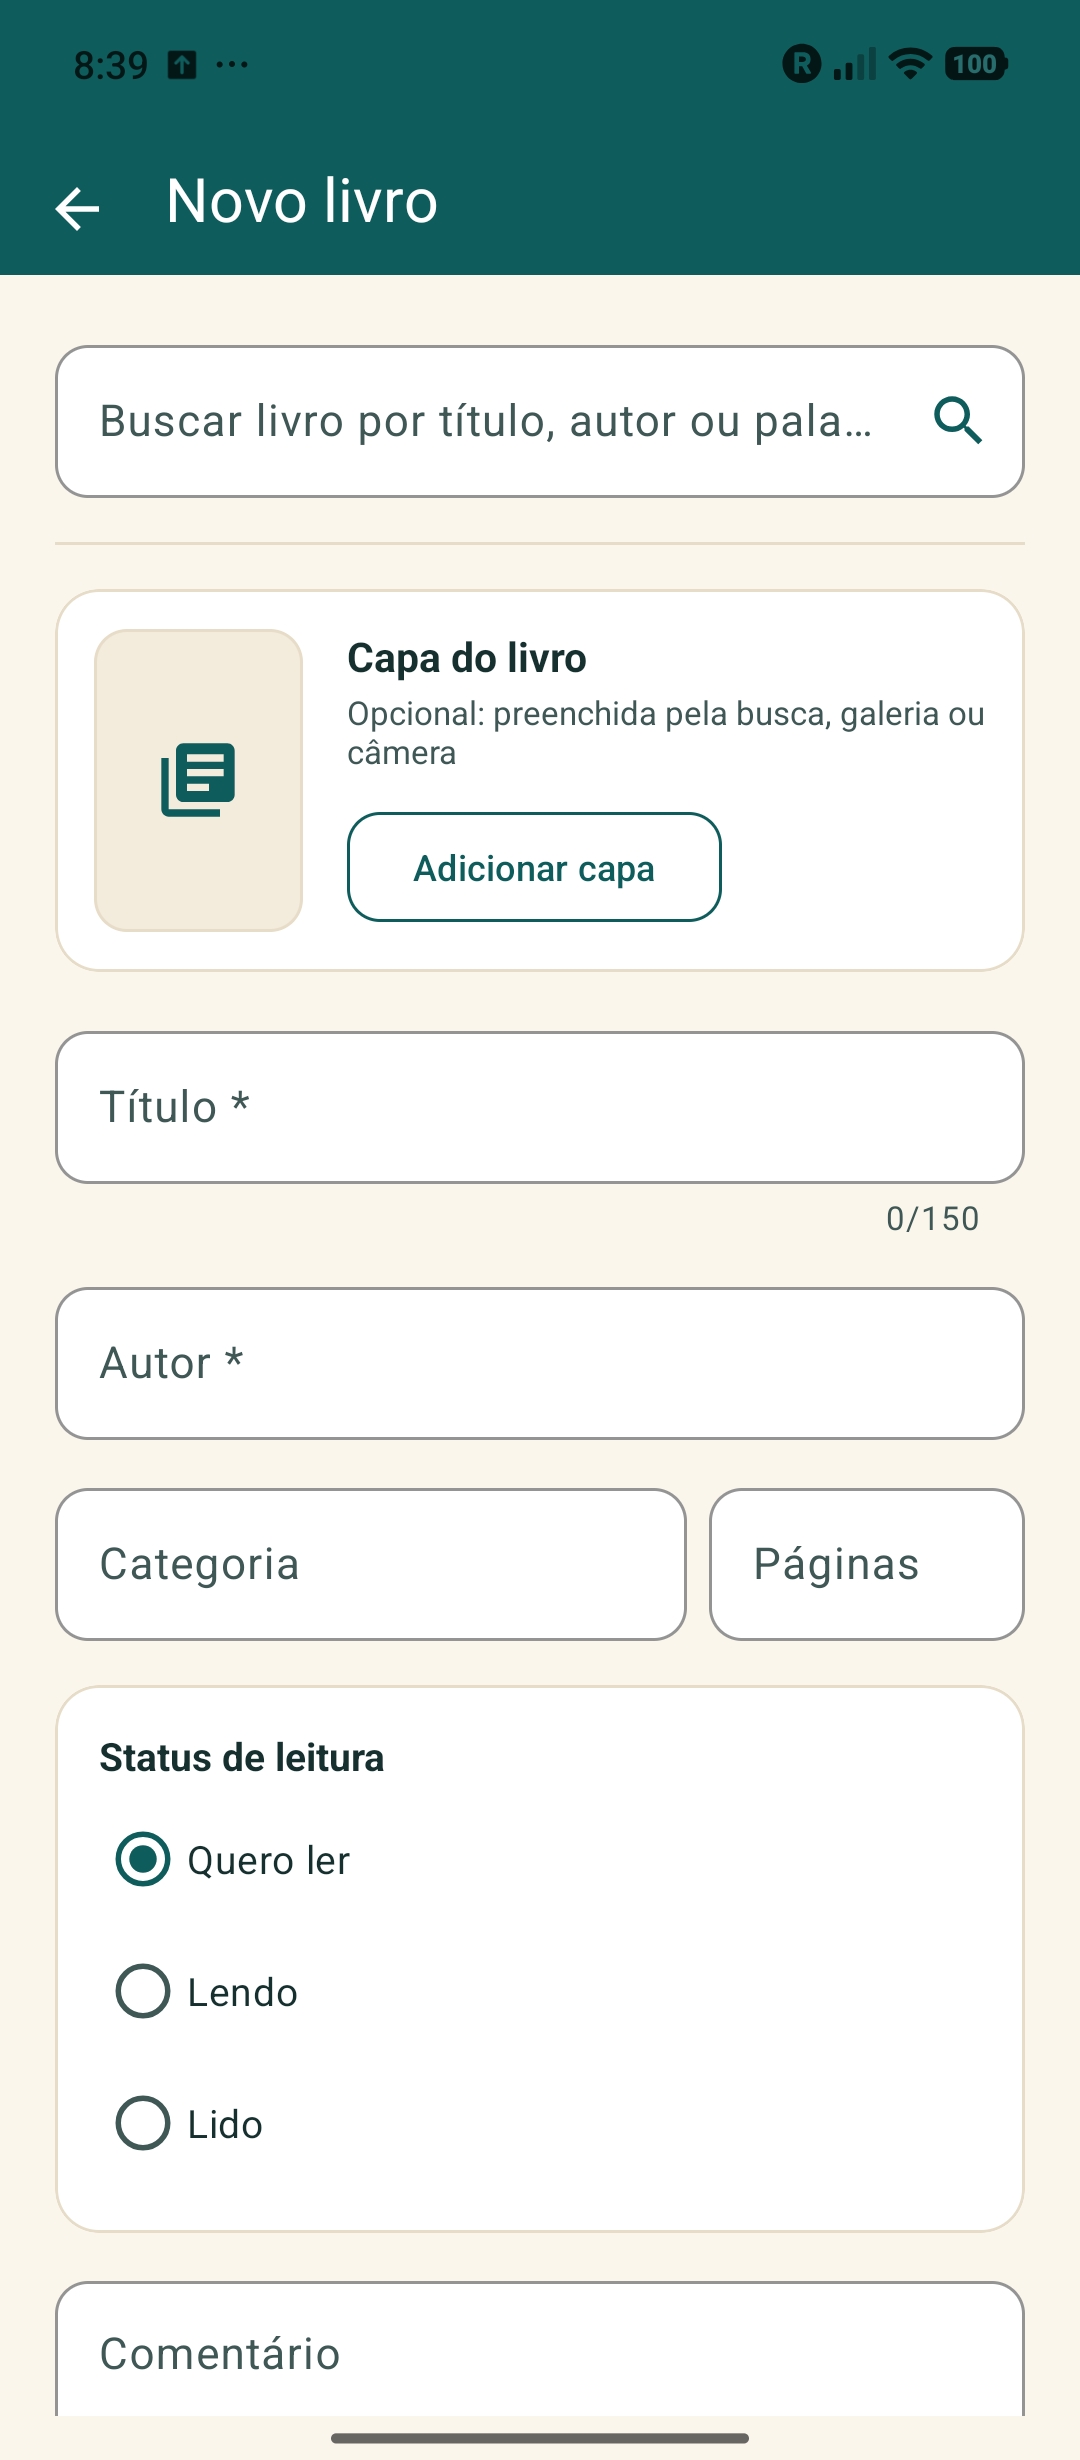 8:39
R
100
Novo livro
Buscar livro por título, autor ou pala...
Capa do livro
Opcional: preenchida pela busca, galeria ou
câmera
Adicionar capa
Título *
0/150
Autor *
Categoria
Páginas
Status de leitura
Quero ler
Lendo
Lido
Comentário